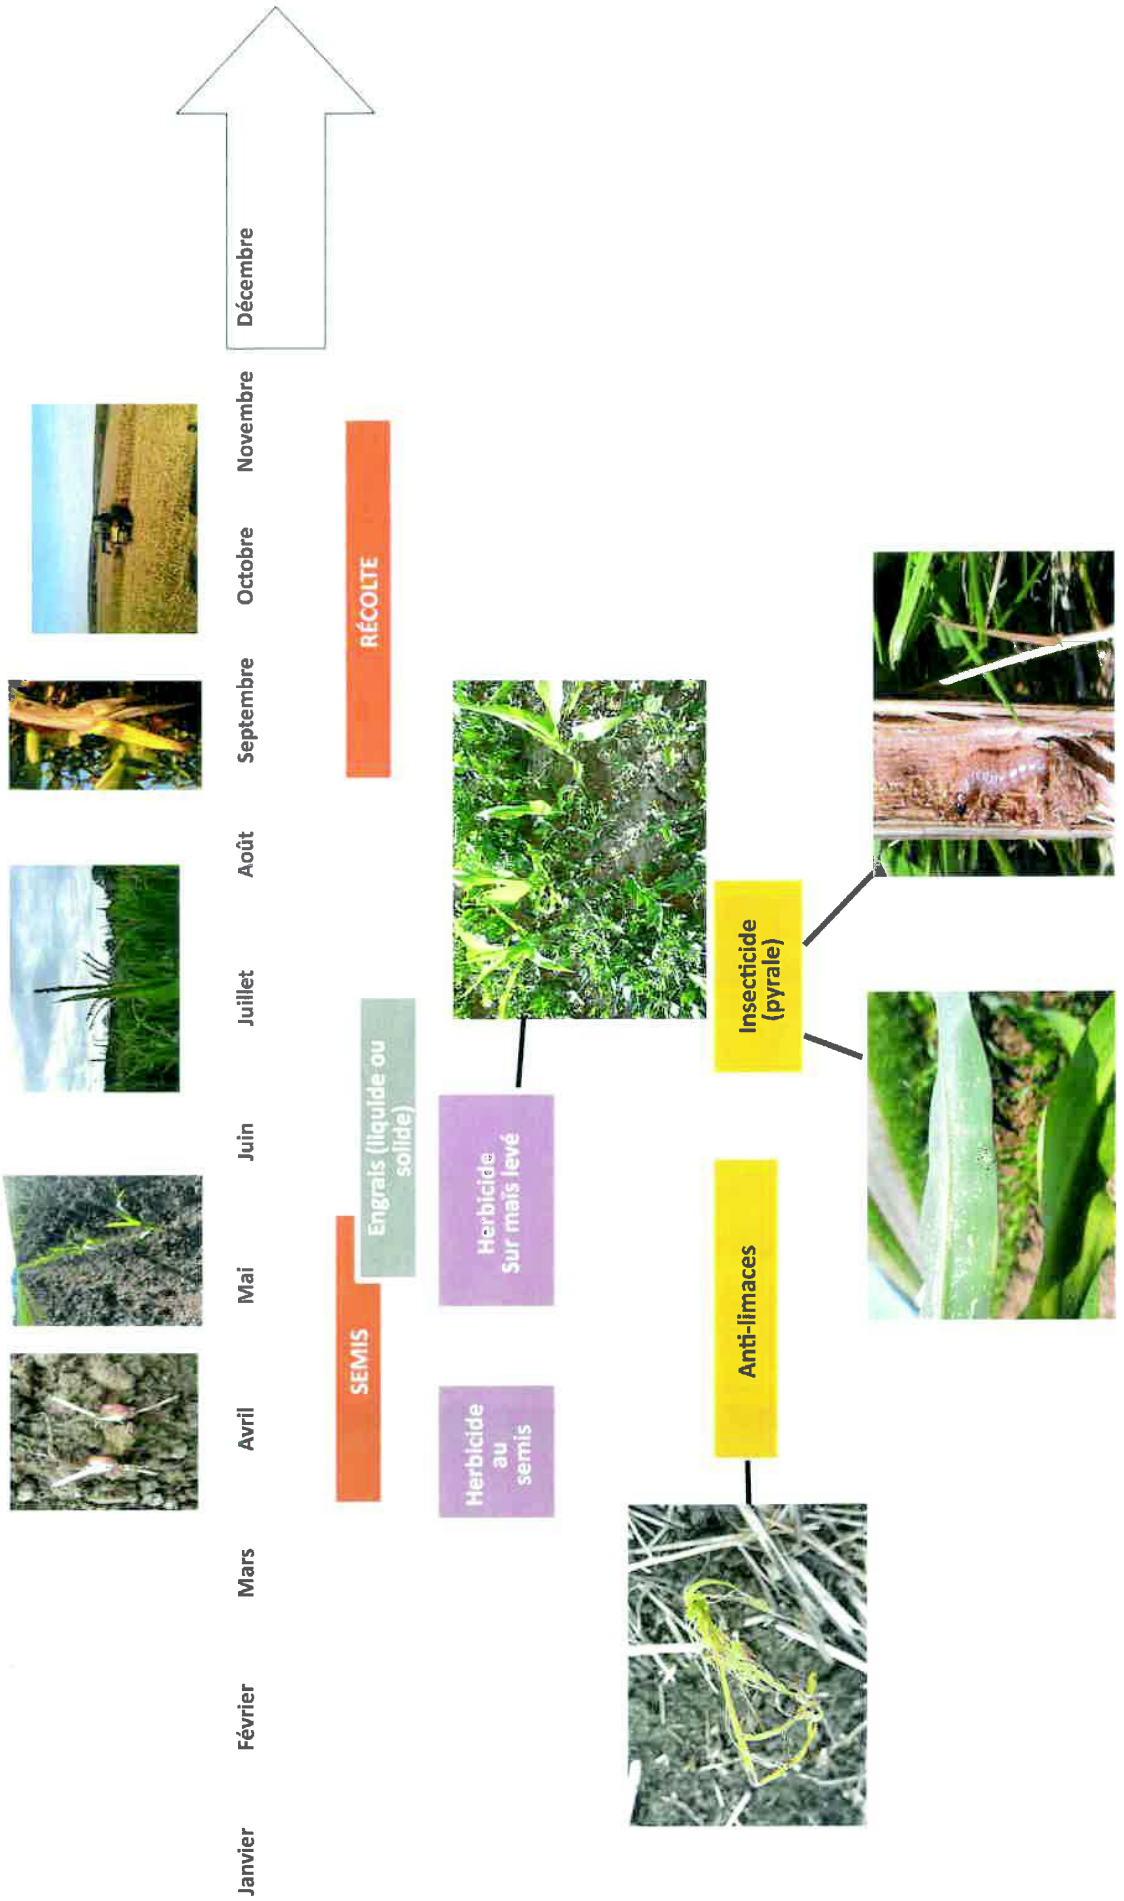 Janvier
Février
Mars
Avril
Mai
Juin
Juillet
Août
Septembre
Octobre
Novembre
Décembre
SEMIS
RÉCOLTE
Engrais (liquide ou
solide)
Herbicide
au
semis
Herbicide
Sur maïs levé
Anti-limaces
Insecticide
(pyrale)